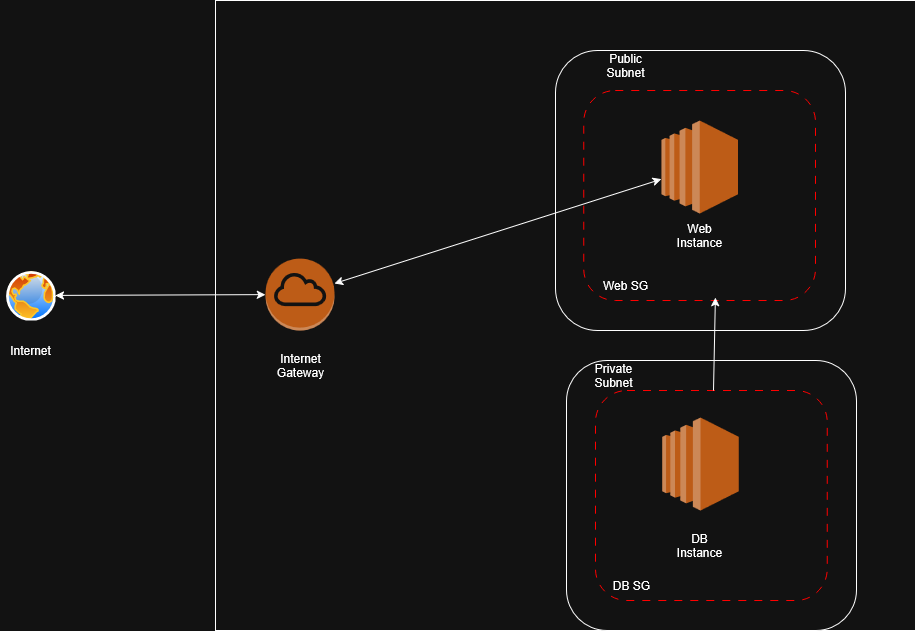 Public
Subnet
Web
Instance
Web SG
Internet
Internet
Gateway
Private
Subnet
DB
Instance
DB SG